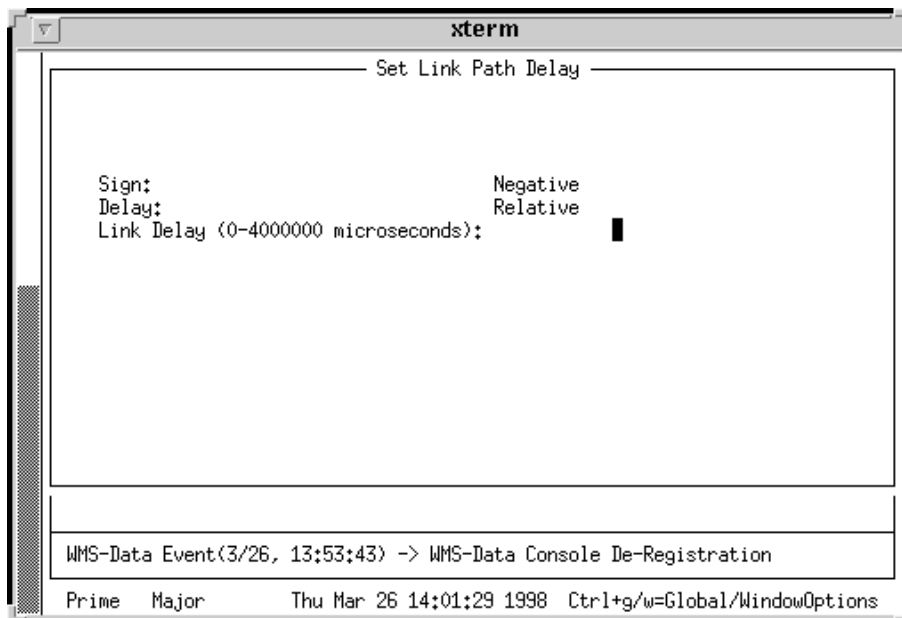 xterm
Set Link Path Delay
Sign: Negative
Delay: Relative
Link Delay (0-4000000 microseconds):
WMS-Data Event(3/26, 13:53:43) -> WMS-Data Console De-Registration
Prime Major Thu Mar 26 14:01:29 1998 Ctrl+g/w=Global/WindowOptions